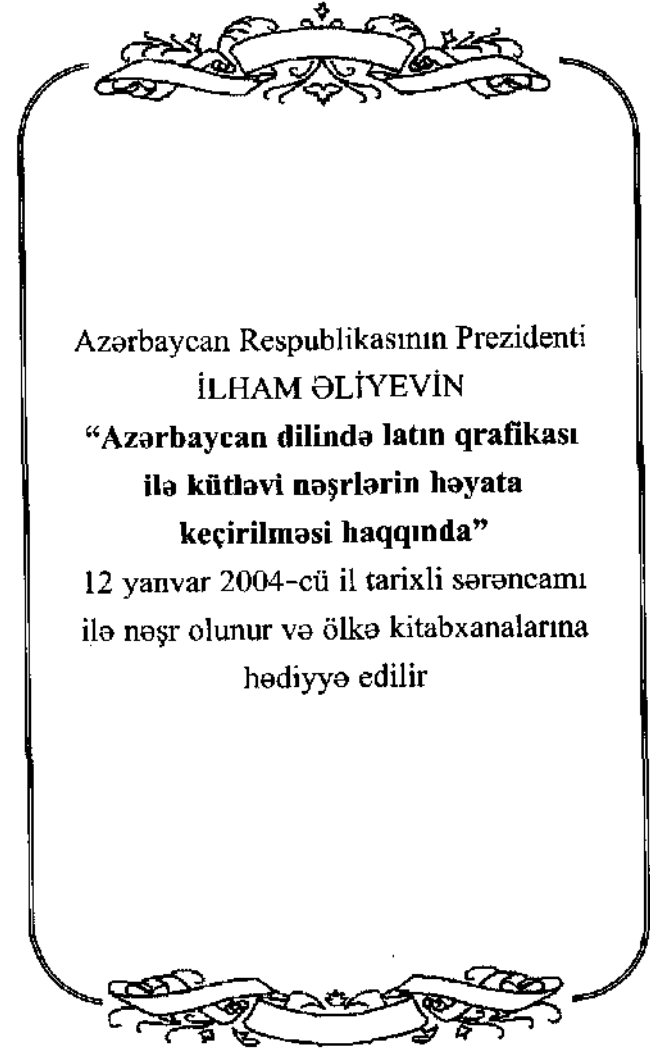 Azərbaycan Respublikasının Prezidenti
İLHAM ƏLİYEVİN
“Azərbaycan dilində latın qrafikası
ilə kütləvi nəşrlərin həyata
keçirilməsi haqqında”
12 yanvar 2004-cü il tarixli sərəncamı
ilə nəşr olunur və ölkə kitabxanalarına
hədiyyə edilir